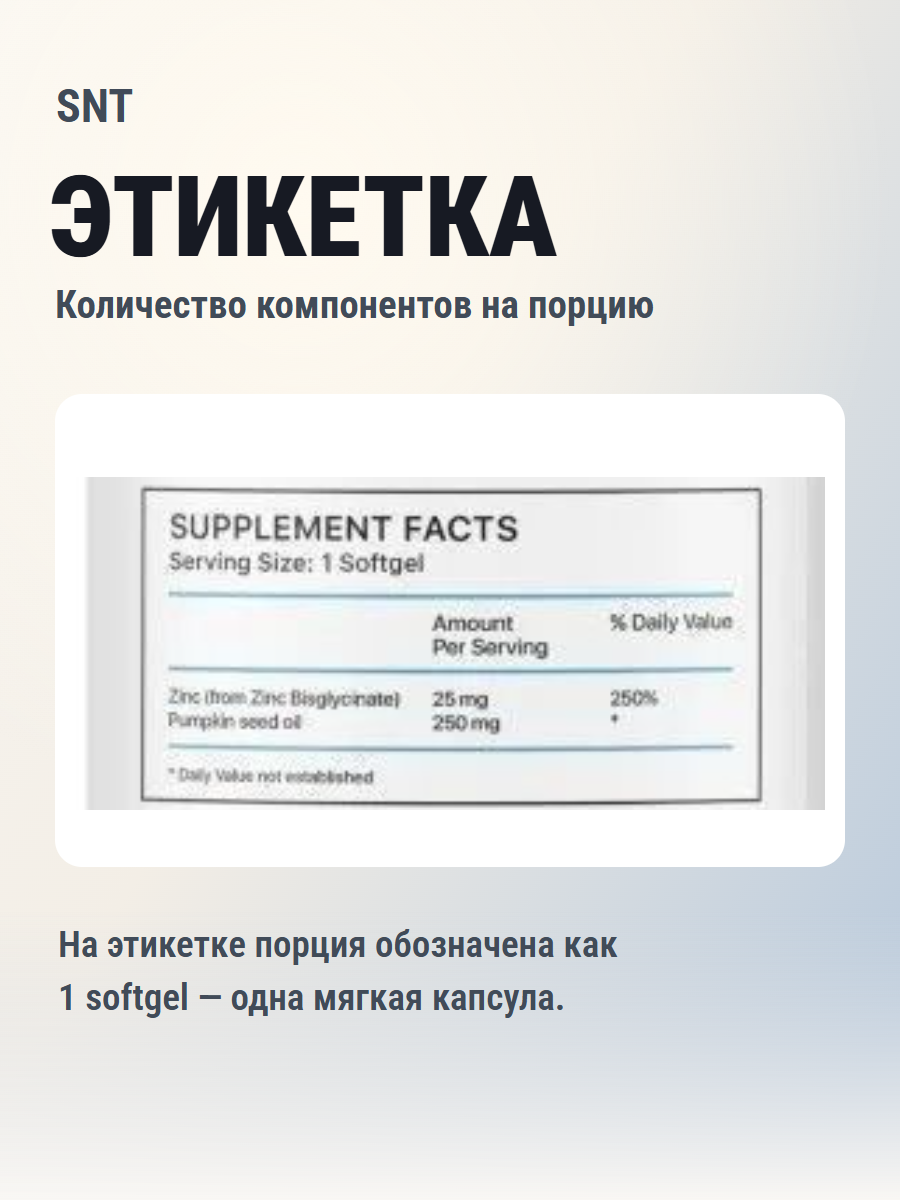 SNT
ЭТИКЕТКА
Количество компонентов на порцию
SUPPLEMENT FACTS
Serving Size: 1 Softgel
Amount
Per Serving
% Daily Value
Zinc (from Zinc Bisglycinate) 25 mg 250%
Pumpkin seed oil 250 mg *
* Daily Value not established
На этикетке порция обозначена как
1 softgel — одна мягкая капсула.